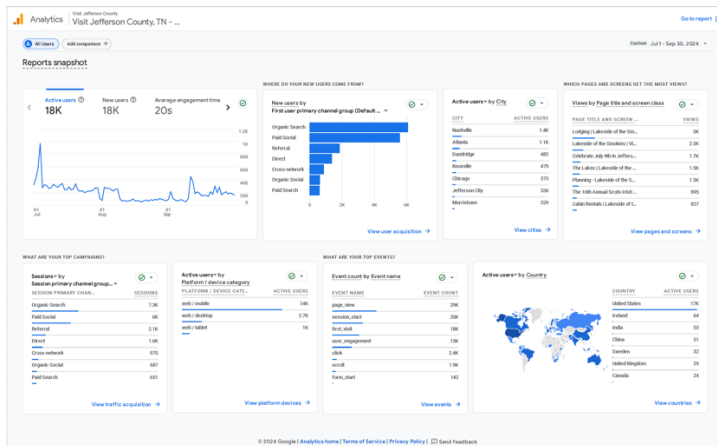 Analytics
Visit Jefferson County
Visit Jefferson County, TN - ...
Go to report
A All Users
Add comparison +
Custom Jul 1 - Sep 30, 2024
Reports snapshot
Active users
18K
New users
18K
Average engagement time
20s
1.2K
1K
800
600
400
200
0
01
Jul
01
Aug
01
Sep
WHERE DO YOUR NEW USERS COME FROM?
New users by
First user primary channel group (Default ...
Organic Search
Paid Social
Referral
Direct
Cross-network
Organic Social
Paid Search
0 2K 4K 6K
View user acquisition →
Active users by City
CITY ACTIVE USERS
Nashville 1.4K
Atlanta 1.1K
Dandridge 482
Knoxville 479
Chicago 373
Jefferson City 336
Morristown 329
View cities →
WHICH PAGES AND SCREENS GET THE MOST VIEWS?
Views by Page title and screen class
PAGE TITLE AND SCREEN ... VIEWS
Lodging | Lakeside of the Sm... 5K
Lakeside of the Smokies | Vi... 2.3K
Celebrate July 4th in Jeffers... 1.7K
The Lakes | Lakeside of the ... 1.5K
Planning - Lakeside of the S... 1.3K
The 16th Annual Scots-Irish... 895
Cabin Rentals | Lakeside of t... 827
View pages and screens →
WHAT ARE YOUR TOP CAMPAIGNS?
Sessions by
Session primary channel group...
SESSION PRIMARY CHAN... SESSIONS
Organic Search 7.3K
Paid Social 6K
Referral 2.1K
Direct 1.6K
Cross-network 970
Organic Social 687
Paid Search 651
View traffic acquisition →
Active users by
Platform / device category
PLATFORM / DEVICE CATE... ACTIVE USERS
web / mobile 14K
web / desktop 2.7K
web / tablet 1K
View platform devices →
WHAT ARE YOUR TOP EVENTS?
Event count by Event name
EVENT NAME EVENT COUNT
page_view 29K
session_start 20K
first_visit 18K
user_engagement 13K
click 3.4K
scroll 1.9K
form_start 142
View events →
Active users by Country
COUNTRY ACTIVE USERS
United States 17K
Ireland 64
India 53
China 51
Sweden 32
United Kingdom 29
Canada 24
View countries →
© 2024 Google | Analytics home | Terms of Service | Privacy Policy | Send feedback